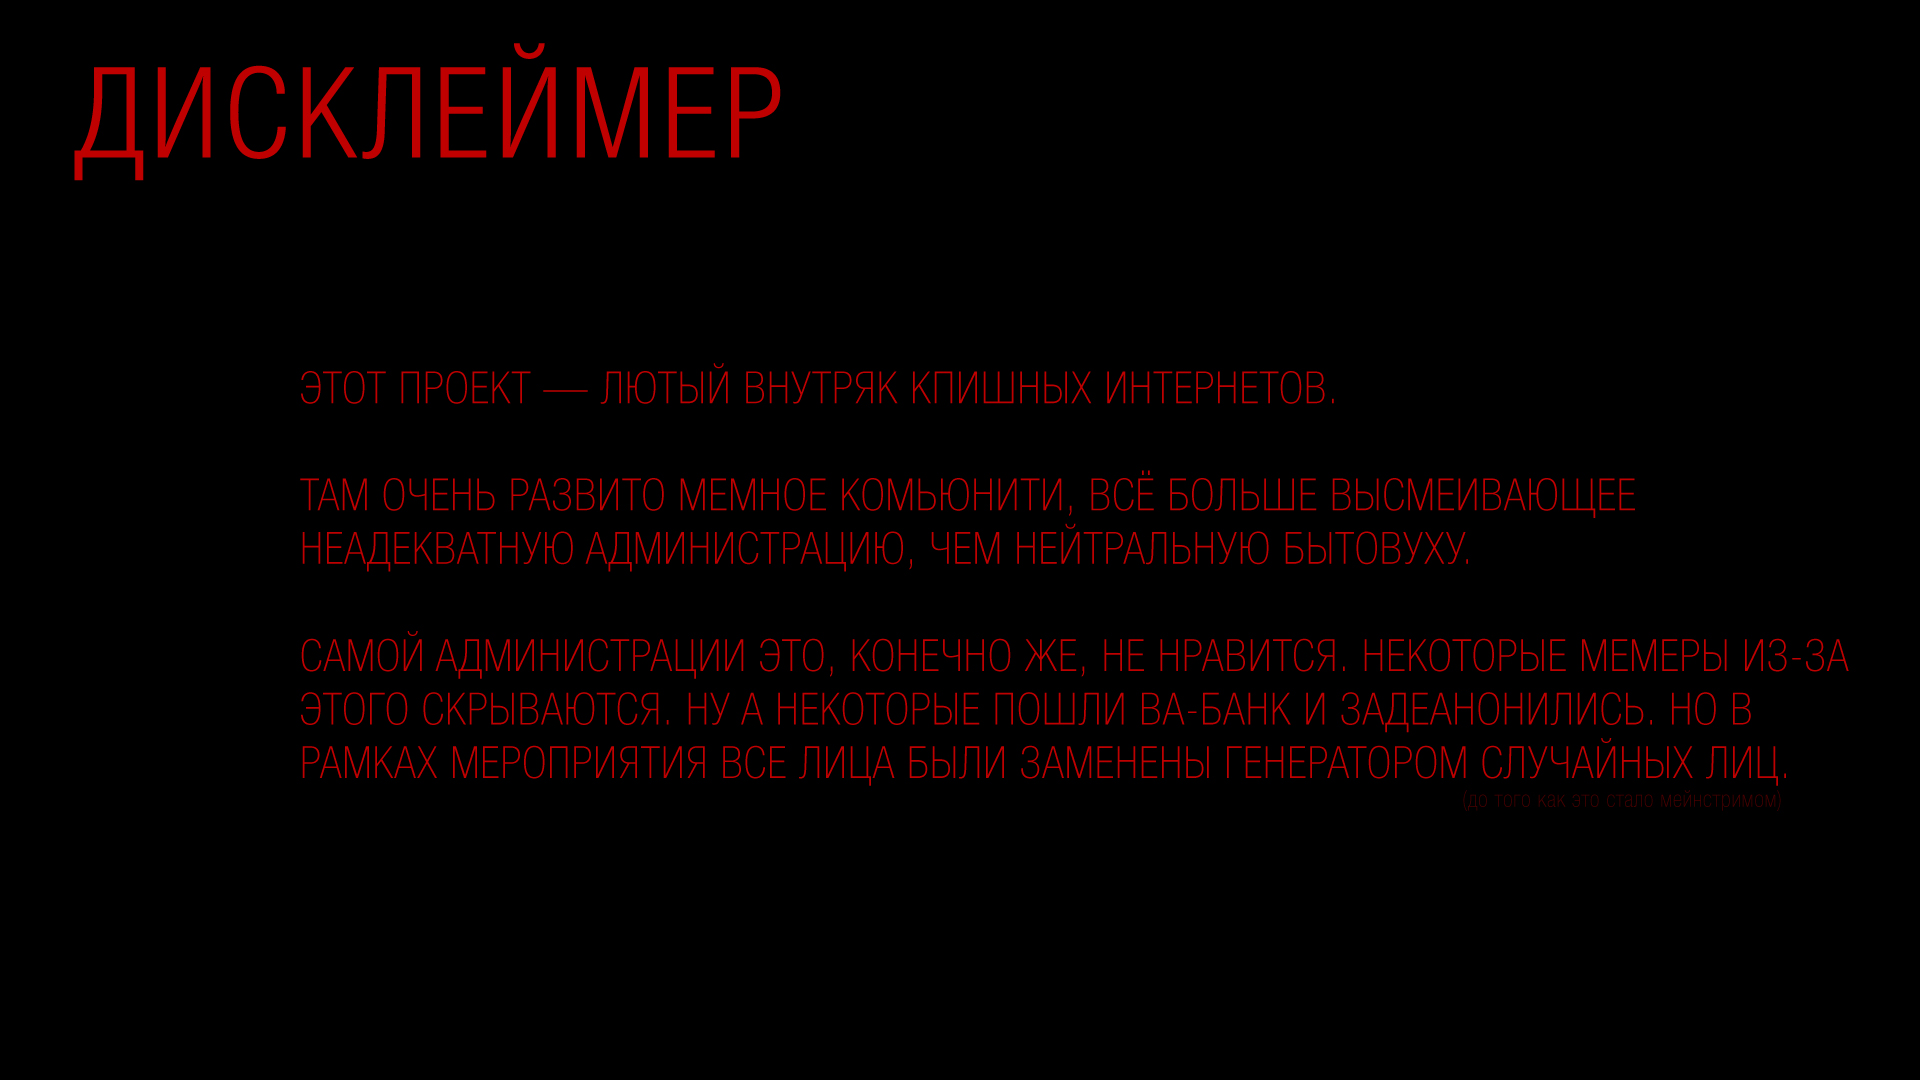 ДИСКЛЕЙМЕР
ЭТОТ ПРОЕКТ — ЛЮТЫЙ ВНУТРЯК КПИШНЫХ ИНТЕРНЕТОВ.
ТАМ ОЧЕНЬ РАЗВИТО МЕМНОЕ КОМЬЮНИТИ, ВСЁ БОЛЬШЕ ВЫСМЕИВАЮЩЕЕ
НЕАДЕКВАТНУЮ АДМИНИСТРАЦИЮ, ЧЕМ НЕЙТРАЛЬНУЮ БЫТОВУХУ.
САМОЙ АДМИНИСТРАЦИИ ЭТО, КОНЕЧНО ЖЕ, НЕ НРАВИТСЯ. НЕКОТОРЫЕ МЕМЕРЫ ИЗ-ЗА
ЭТОГО СКРЫВАЮТСЯ. НУ А НЕКОТОРЫЕ ПОШЛИ ВА-БАНК И ЗАДЕАНОНИЛИСЬ. НО В
РАМКАХ МЕРОПРИЯТИЯ ВСЕ ЛИЦА БЫЛИ ЗАМЕНЕНЫ ГЕНЕРАТОРОМ СЛУЧАЙНЫХ ЛИЦ.
(до того как это стало мейнстримом)